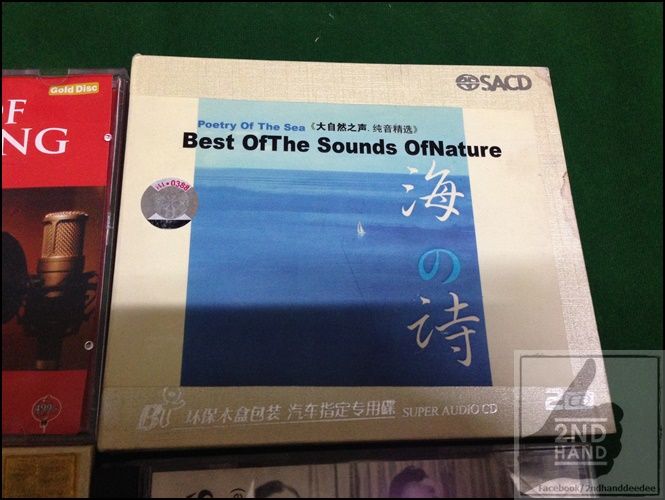 Gold Disc
OF
NG
499.-
SACD
Poetry Of The Sea《大自然之声.纯音精选》
Best OfThe Sounds OfNature
海
の
诗
环保木盒包装 汽车指定专用碟 SUPER AUDIO CD
2CD
2ND
HAND
Facebook/2ndhanddeedee